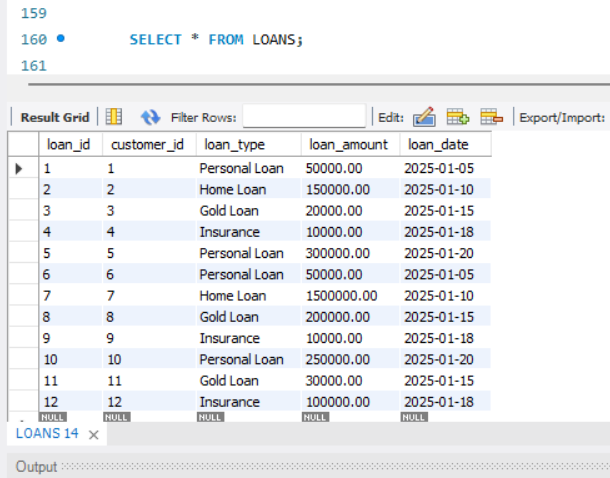 159
160 SELECT * FROM LOANS;
161
Result Grid Filter Rows: Edit: Export/Import:
loan_id customer_id loan_type loan_amount loan_date
1 1 Personal Loan 50000.00 2025-01-05
2 2 Home Loan 150000.00 2025-01-10
3 3 Gold Loan 20000.00 2025-01-15
4 4 Insurance 10000.00 2025-01-18
5 5 Personal Loan 300000.00 2025-01-20
6 6 Personal Loan 50000.00 2025-01-05
7 7 Home Loan 1500000.00 2025-01-10
8 8 Gold Loan 200000.00 2025-01-15
9 9 Insurance 10000.00 2025-01-18
10 10 Personal Loan 250000.00 2025-01-20
11 11 Gold Loan 30000.00 2025-01-15
12 12 Insurance 100000.00 2025-01-18
NULL NULL NULL NULL NULL
LOANS 14
Output